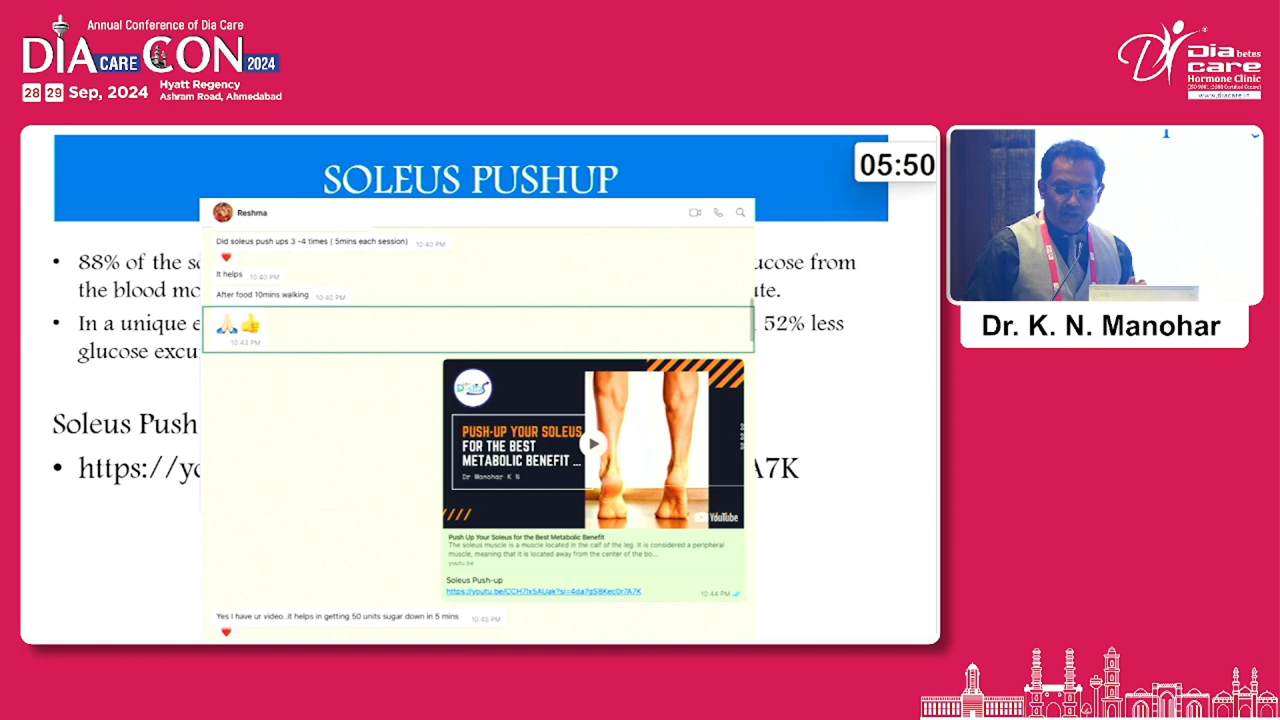 Annual Conference of Dia Care
DIA CARE CON 2024
28 29 Sep, 2024
Hyatt Regency
Ashram Road, Ahmedabad
Diabetes
care
Hormone Clinic
www.diacare.in
SOLEUS PUSHUP
05:50
• 88% of the s
ucose from
the blood mo
te.
• In a unique e
52% less
glucose excu
Soleus Push
• https://yo
A7K
Reshma
Did soleus push ups 3 -4 times ( 5mins each session) 10:40 PM
It helps 10:40 PM
After food 10mins walking 10:40 PM
10:43 PM
PUSH-UP YOUR SOLEUS
FOR THE BEST
METABOLIC BENEFIT ...
Dr Manohar K N
YouTube
Push Up Your Soleus for the Best Metabolic Benefit
The soleus muscle is a muscle located in the calf of the leg. It is considered a peripheral
muscle, meaning that it is located away from the center of the bo...
youtu.be
Soleus Push-up
https://youtu.be/CCH7Ix5AUak?si=4da7gS8Kec0r7A7K
10:44 PM
Yes I have ur video..it helps in getting 50 units sugar down in 5 mins 10:45 PM
Dr. K. N. Manohar